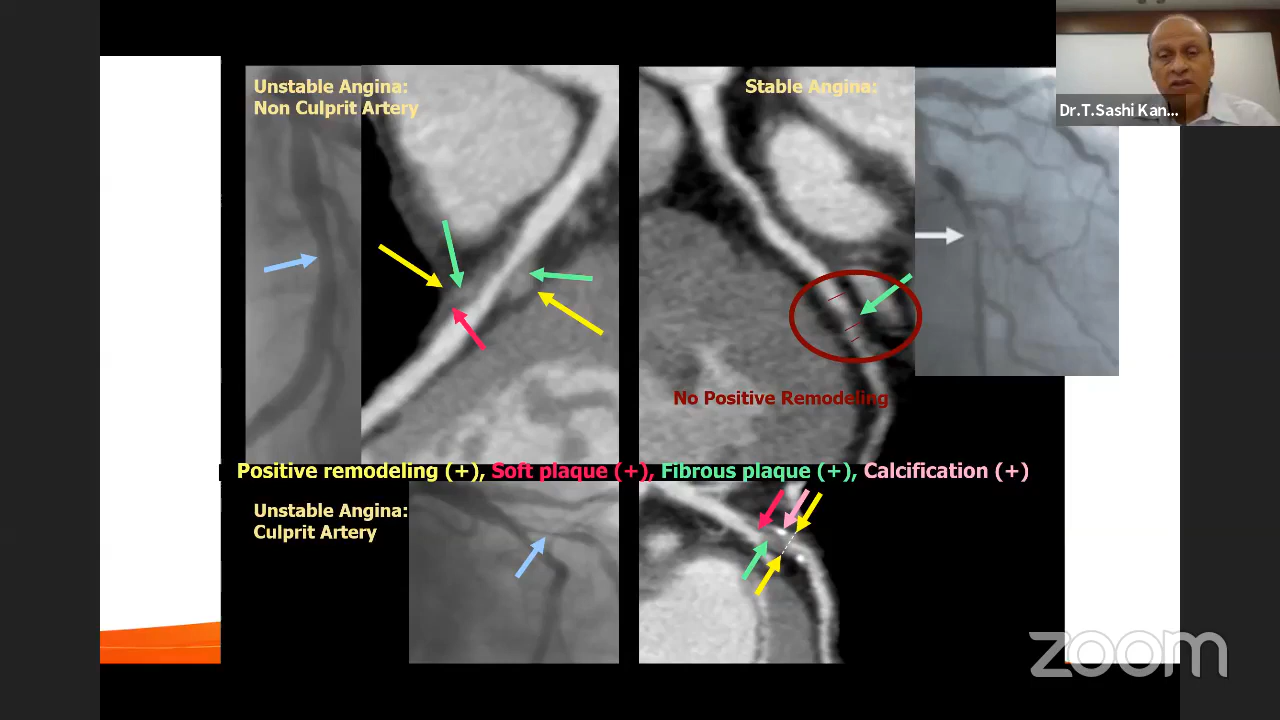 Unstable Angina:
Non Culprit Artery
Stable Angina:
Dr.T.Sashi Kan...
No Positive Remodeling
Positive remodeling (+), Soft plaque (+), Fibrous plaque (+), Calcification (+)
Unstable Angina:
Culprit Artery
zoom